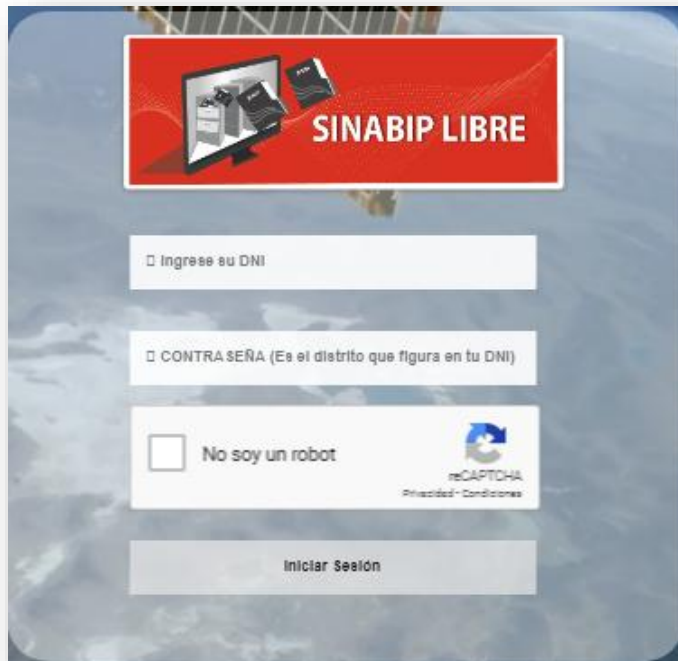 SINABIP LIBRE
Ingrese su DNI
CONTRASEÑA (Es el distrito que figura en tu DNI)
No soy un robot
reCAPTCHA
Privacidad - Condiciones
Iniciar Sesión